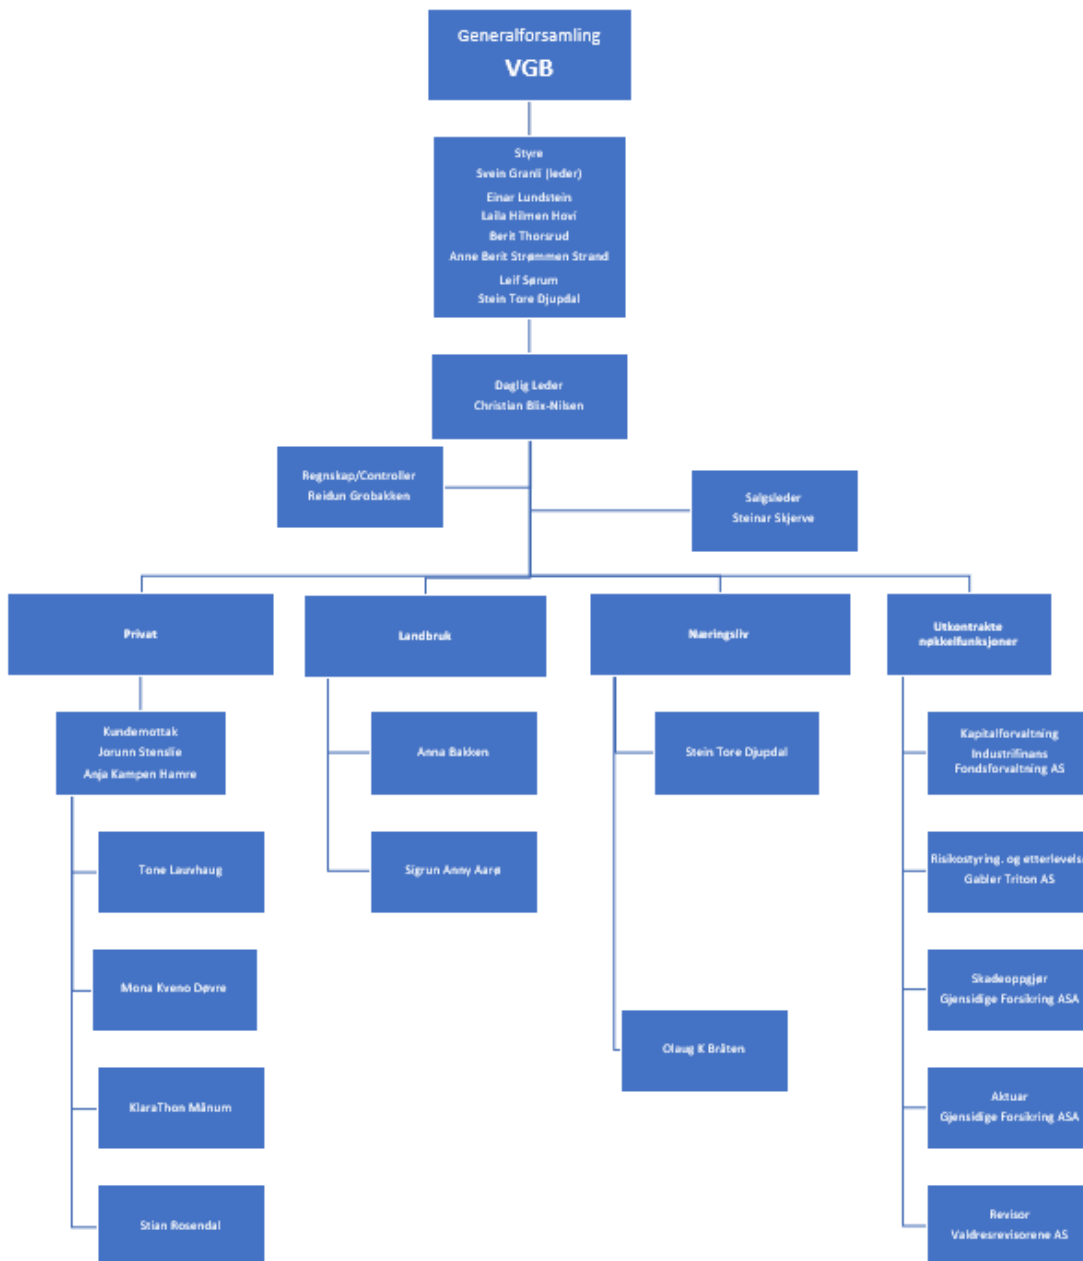 Generalforsamling
VGB
Styre
Svein Granli (leder)
Einar Lundstein
Laila Hilmen Hovi
Berit Thorsrud
Anne Berit Strømmen Strand
Leif Sørum
Stein Tore Djupdal
Daglig Leder
Christian Blix-Nilsen
Regnskap/Controller
Reidun Grobakken
Salgsleder
Steinar Skjerve
Privat
Landbruk
Næringsliv
Utkontrakte
nøkkelfunksjoner
Kundemottak
Jorunn Stenslie
Anja Kampen Hamre
Anna Bakken
Stein Tore Djupdal
Kapitalforvaltning
Industrifinans
Fondsforvaltning AS
Tone Lauvhaug
Sigrun Anny Aarø
Risikostyring. og etterlevelse
Gabler Triton AS
Mona Kveno Døvre
Skadeoppgjør
Gjensidige Forsikring ASA
Olaug K Bråten
KlaraThon Månum
Aktuar
Gjensidige Forsikring ASA
Stian Rosendal
Revisor
Valdresrevisorene AS